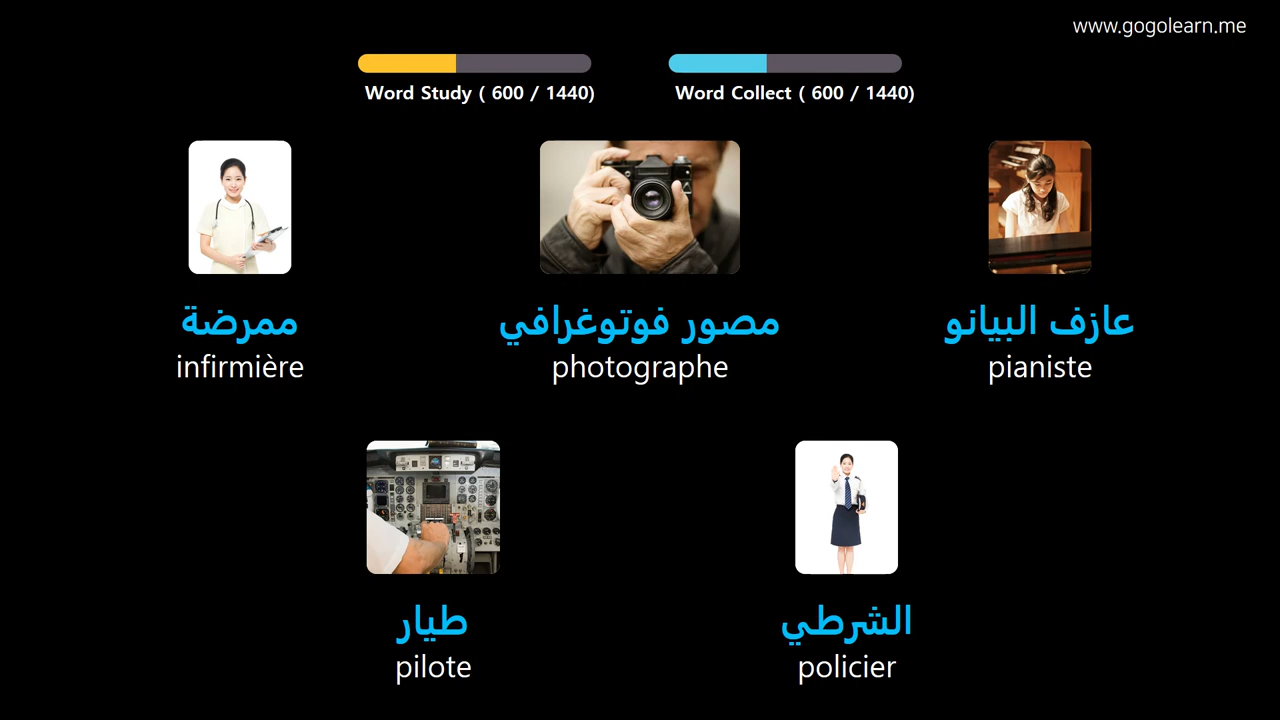 www.gogolearn.me
Word Study ( 600 / 1440)
Word Collect ( 600 / 1440)
ممرضة
infirmière
مصور فوتوغرافي
photographe
عازف البيانو
pianiste
طيار
pilote
الشرطي
policier